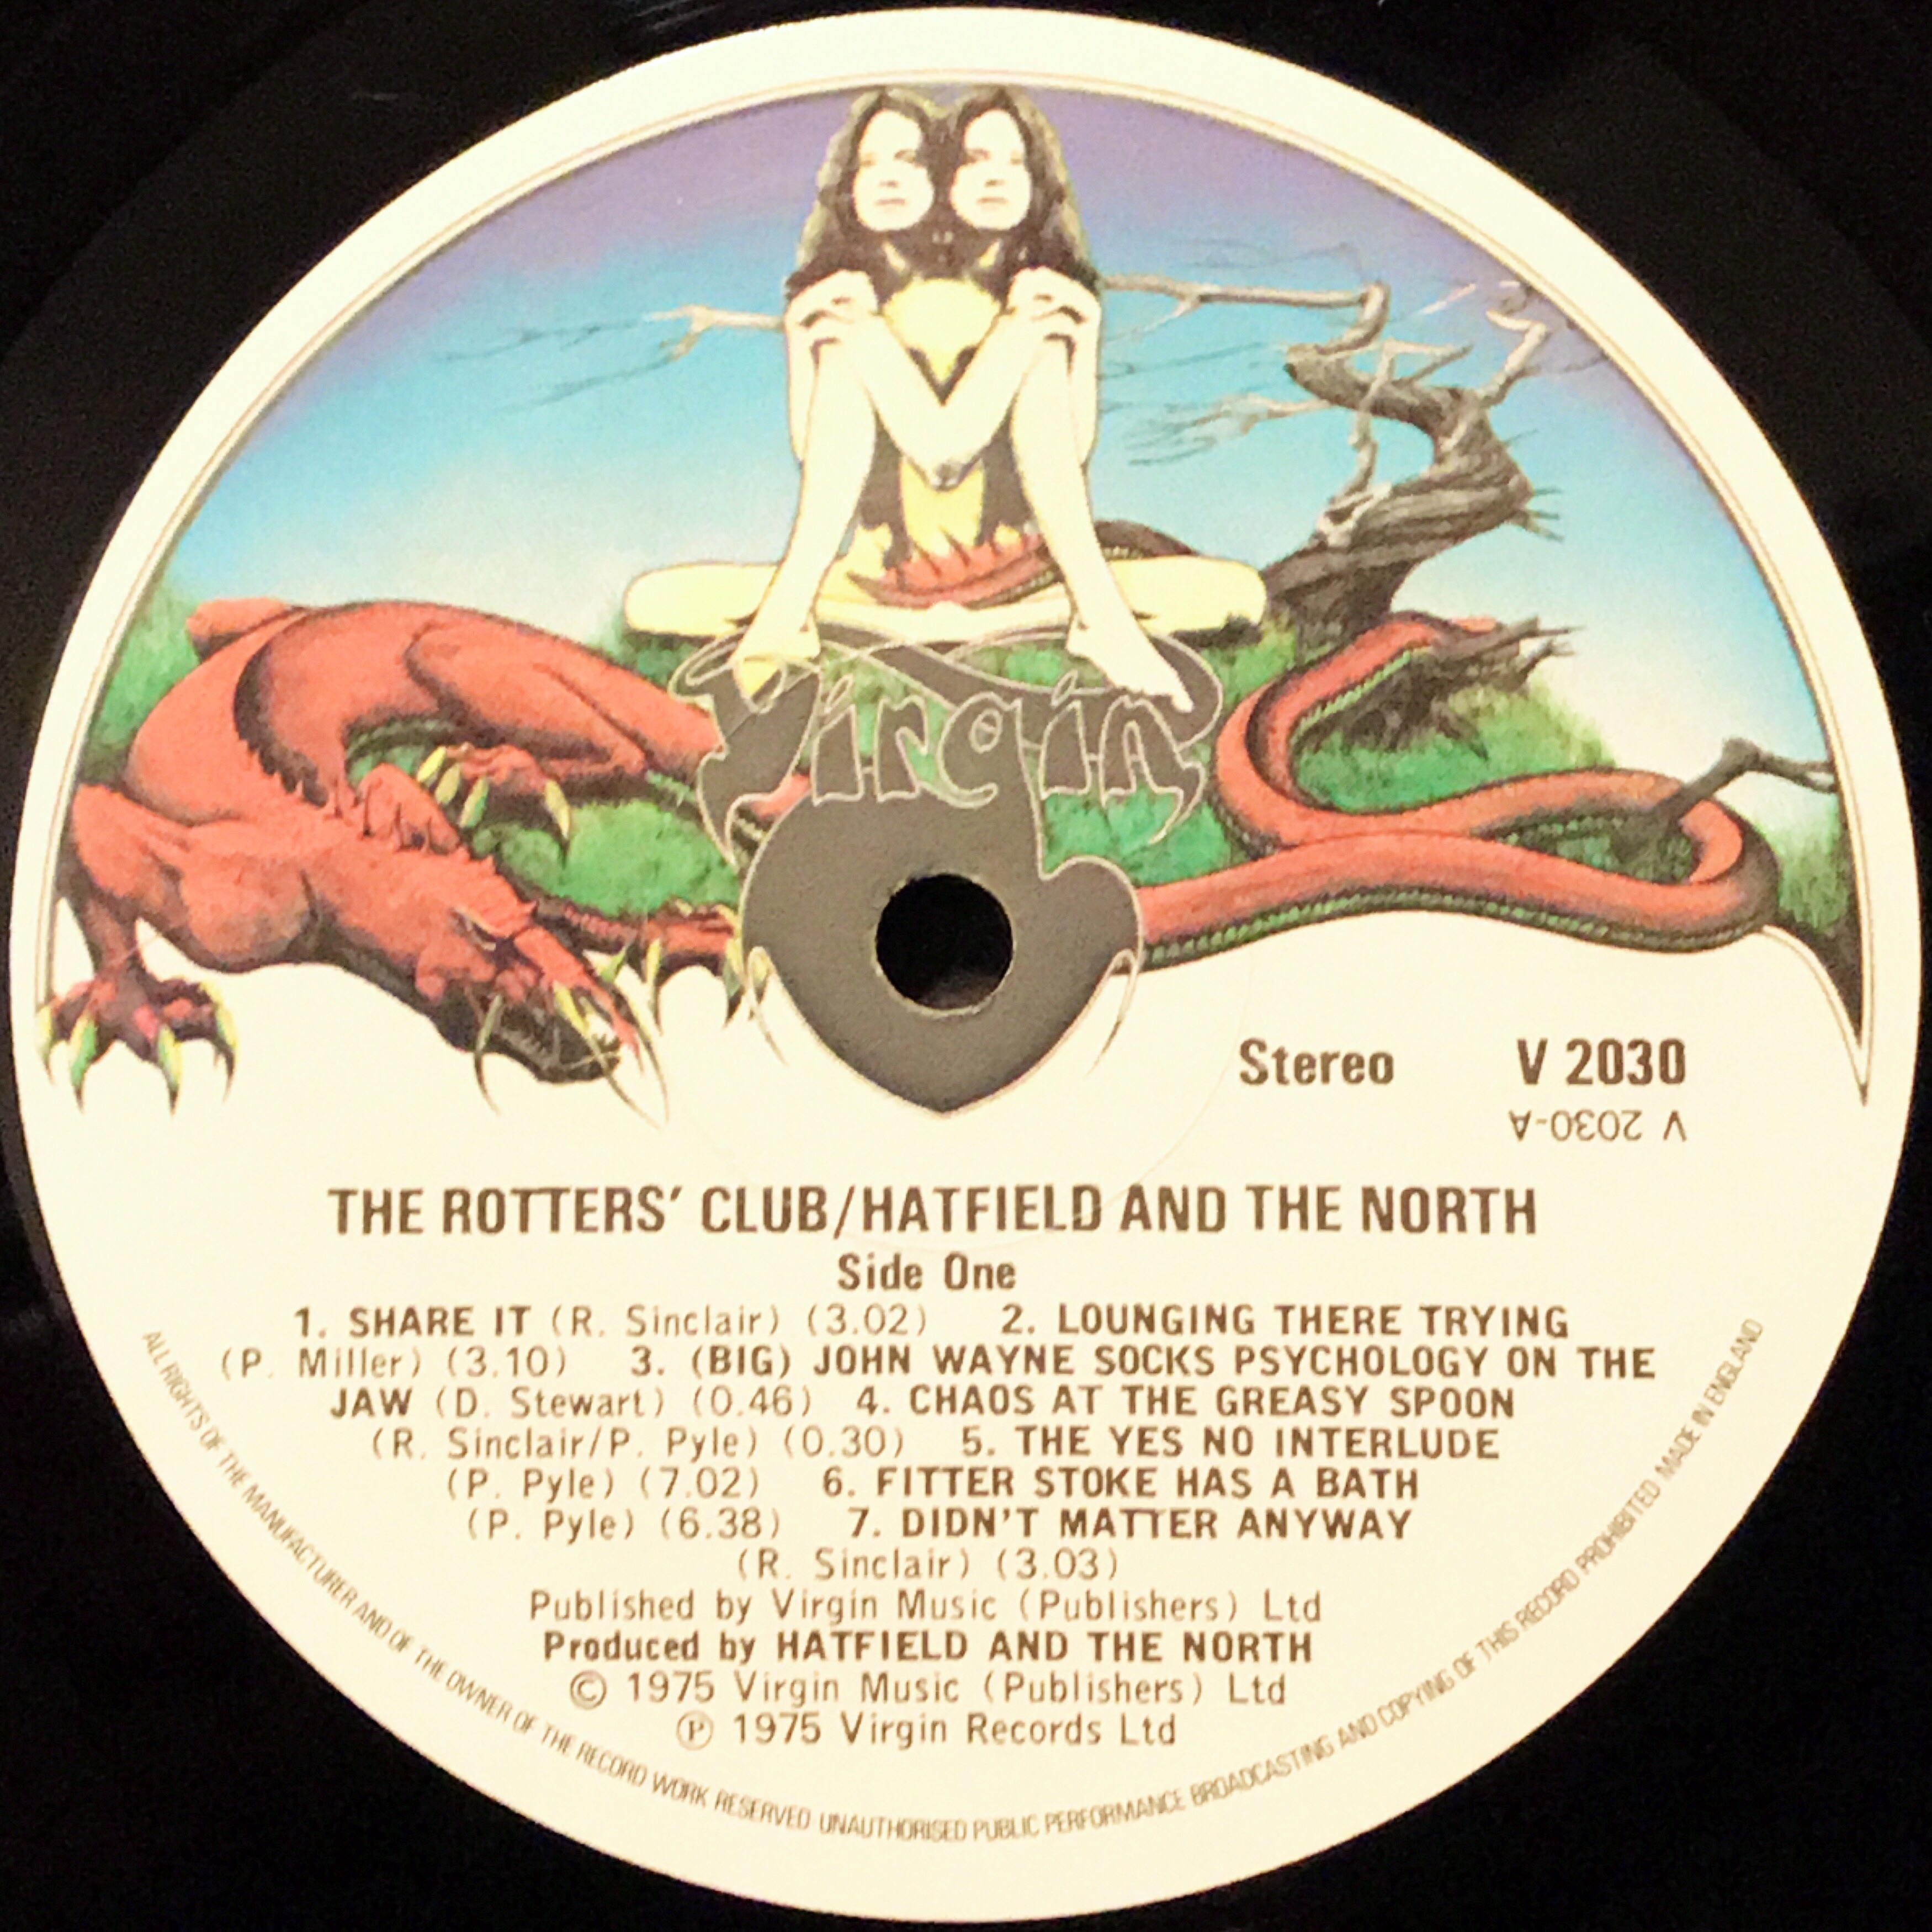 Virgin
Stereo V 2030
V 2030-A
THE ROTTERS' CLUB/HATFIELD AND THE NORTH
Side One
1. SHARE IT (R. Sinclair) (3.02) 2. LOUNGING THERE TRYING
(P. Miller) (3.10) 3. (BIG) JOHN WAYNE SOCKS PSYCHOLOGY ON THE
JAW (D. Stewart) (0.46) 4. CHAOS AT THE GREASY SPOON
(R. Sinclair/P. Pyle) (0.30) 5. THE YES NO INTERLUDE
(P. Pyle) (7.02) 6. FITTER STOKE HAS A BATH
(P. Pyle) (6.38) 7. DIDN'T MATTER ANYWAY
(R. Sinclair) (3.03)
Published by Virgin Music (Publishers) Ltd
Produced by HATFIELD AND THE NORTH
© 1975 Virgin Music (Publishers) Ltd
℗ 1975 Virgin Records Ltd
ALL RIGHTS OF THE MANUFACTURER AND OF THE OWNER OF THE RECORD WORK RESERVED UNAUTHORISED PUBLIC PERFORMANCE BROADCASTING AND COPYING OF THIS RECORD PROHIBITED MADE IN ENGLAND